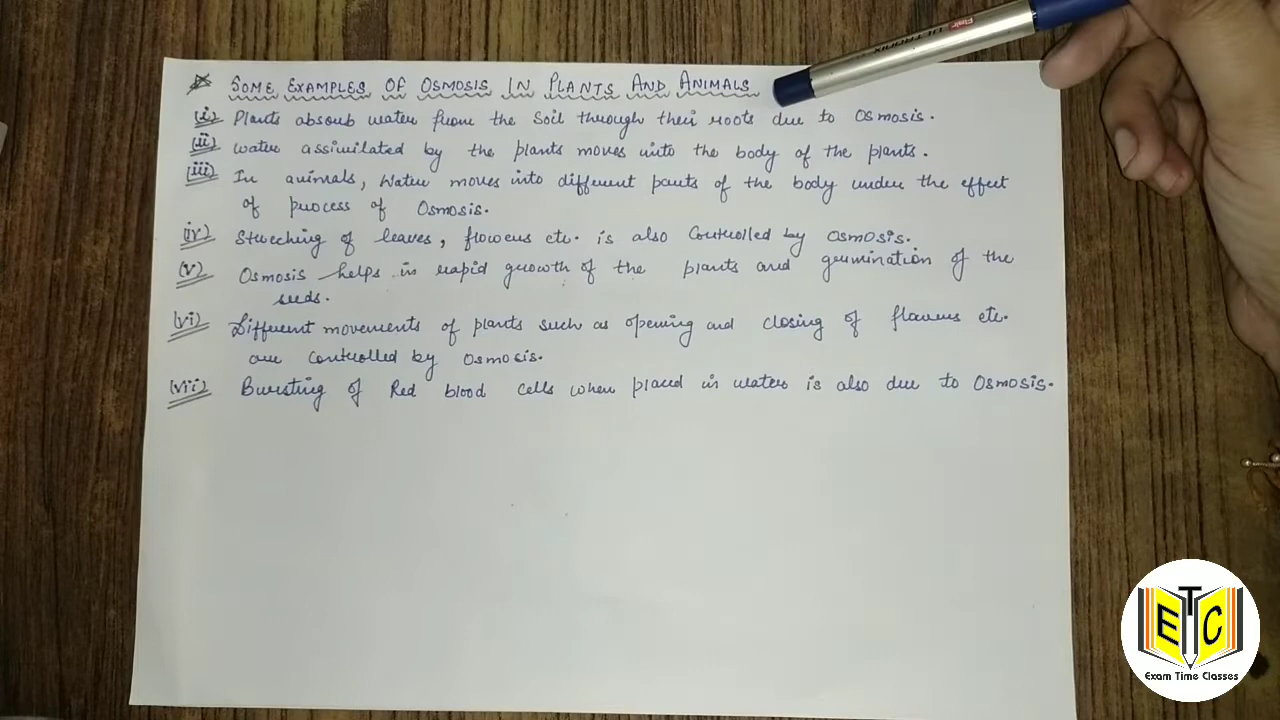 SOME EXAMPLES OF OSMOSIS IN PLANTS AND ANIMALS
(i) Plants absorb water from the soil through their roots due to osmosis.
(ii) Water assimilated by the plants moves into the body of the plants.
(iii) In animals, water moves into different parts of the body under the effect
of process of Osmosis.
(iv) Streching of leaves, flowers etc. is also controlled by osmosis.
(v) Osmosis helps in rapid growth of the plants and germination of the
seeds.
(vi) Different movements of plants such as opening and closing of flowers etc.
are controlled by osmosis.
(vii) Bursting of Red blood cells when placed in water is also due to Osmosis.
Flair
ETC
Exam Time Classes